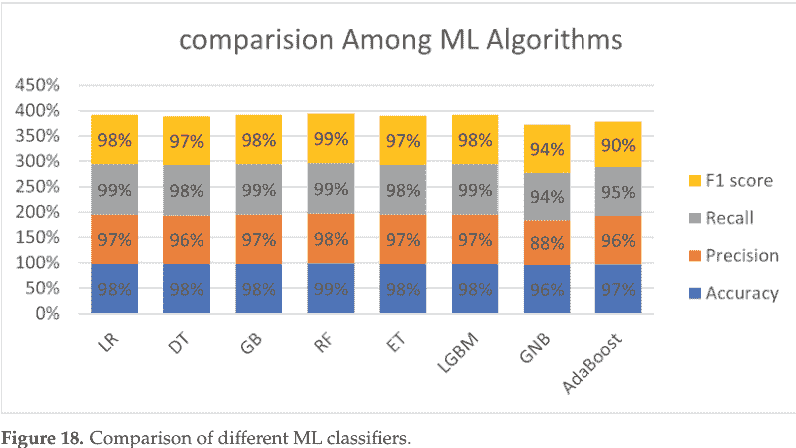 comparision Among ML Algorithms
450%
400%
350%
300%
250%
200%
150%
100%
50%
0%
98% 97% 98% 99% 97% 98% 94% 90%
99% 98% 99% 99% 98% 99% 94% 95%
97% 96% 97% 98% 97% 97% 88% 96%
98% 98% 98% 99% 98% 98% 96% 97%
LR DT GB RF ET LGBM GNB AdaBoost
F1 score
Recall
Precision
Accuracy
Figure 18. Comparison of different ML classifiers.